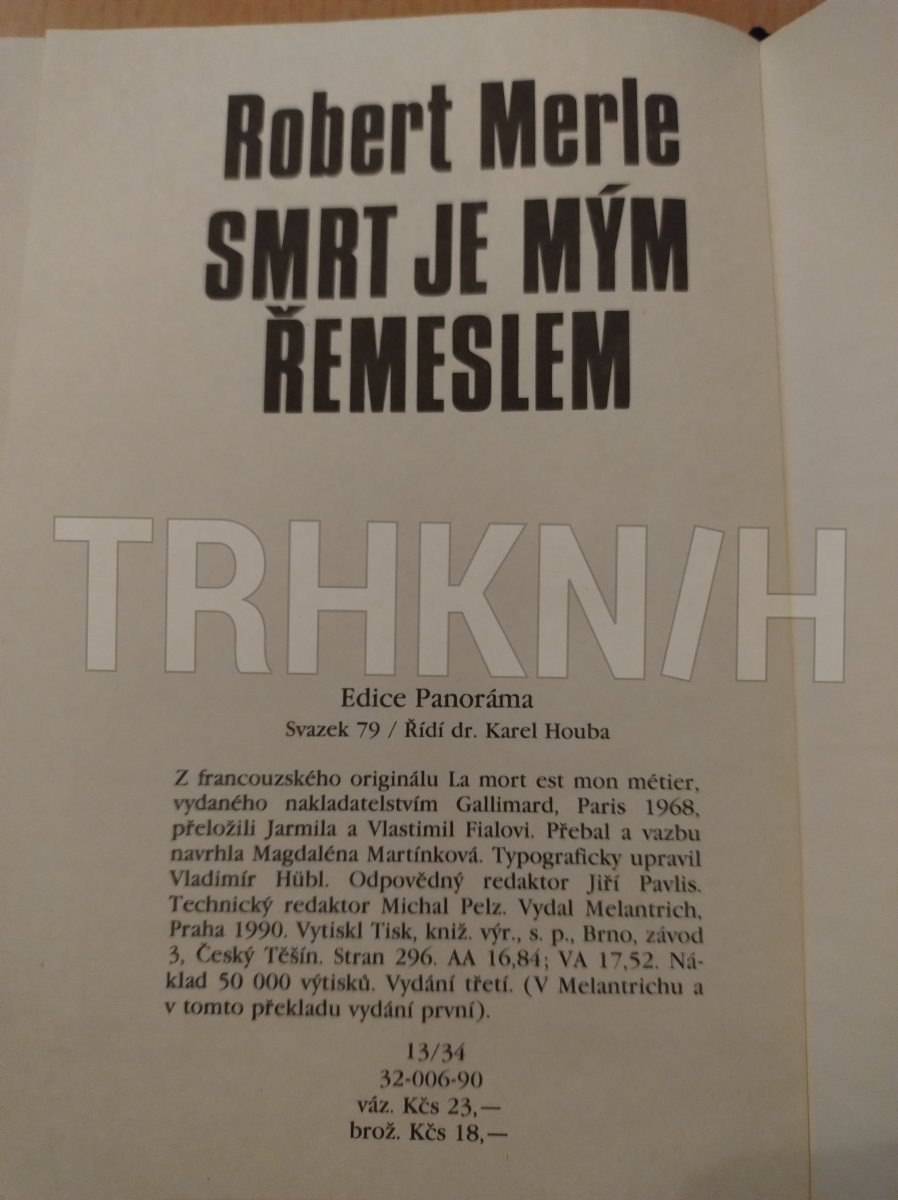 Robert Merle
SMRT JE MÝM
ŘEMESLEM
TRHKN/H
Edice Panoráma
Svazek 79 / Řídí dr. Karel Houba
Z francouzského originálu La mort est mon métier,
vydaného nakladatelstvím Gallimard, Paris 1968,
přeložili Jarmila a Vlastimil Fialovi. Přebal a vazbu
navrhla Magdaléna Martínková. Typograficky upravil
Vladimír Hübl. Odpovědný redaktor Jiří Pavlis.
Technický redaktor Michal Pelz. Vydal Melantrich,
Praha 1990. Vytiskl Tisk, kniž. výr., s. p., Brno, závod
3, Český Těšín. Stran 296. AA 16,84; VA 17,52. Ná-
klad 50 000 výtisků. Vydání třetí. (V Melantrichu a
v tomto překladu vydání první).
13/34
32-006-90
váz. Kčs 23,—
brož. Kčs 18,—